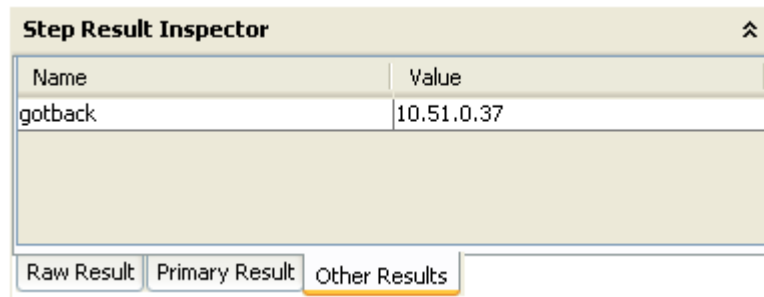 Step Result Inspector
Name Value
gotback 10.51.0.37
Raw Result Primary Result Other Results